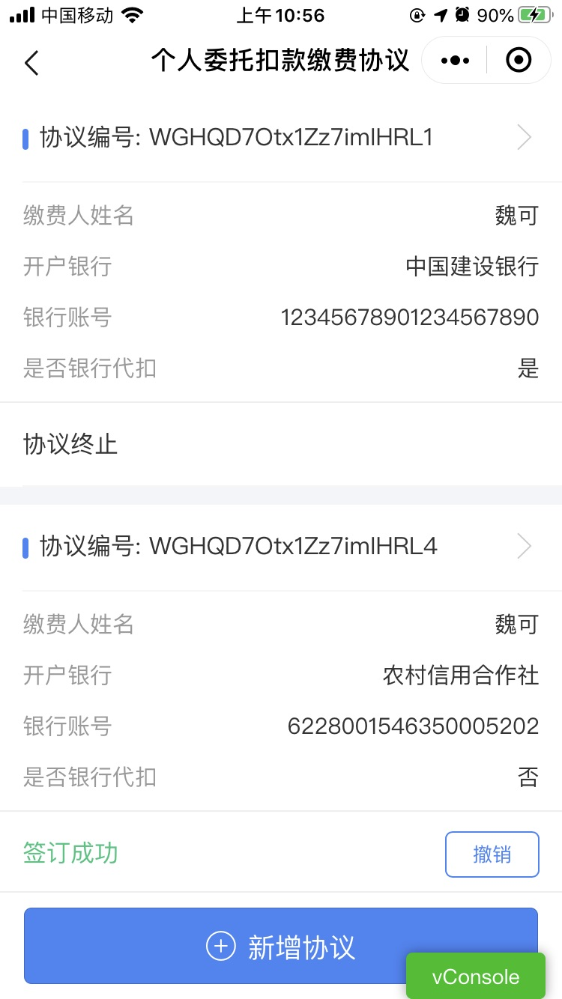 中国移动 上午10:56 90%
个人委托扣款缴费协议
协议编号: WGHQD7Otx1Zz7imlHRL1
缴费人姓名 魏可
开户银行 中国建设银行
银行账号 12345678901234567890
是否银行代扣 是
协议终止
协议编号: WGHQD7Otx1Zz7imlHRL4
缴费人姓名 魏可
开户银行 农村信用合作社
银行账号 6228001546350005202
是否银行代扣 否
签订成功 撤销
新增协议
vConsole